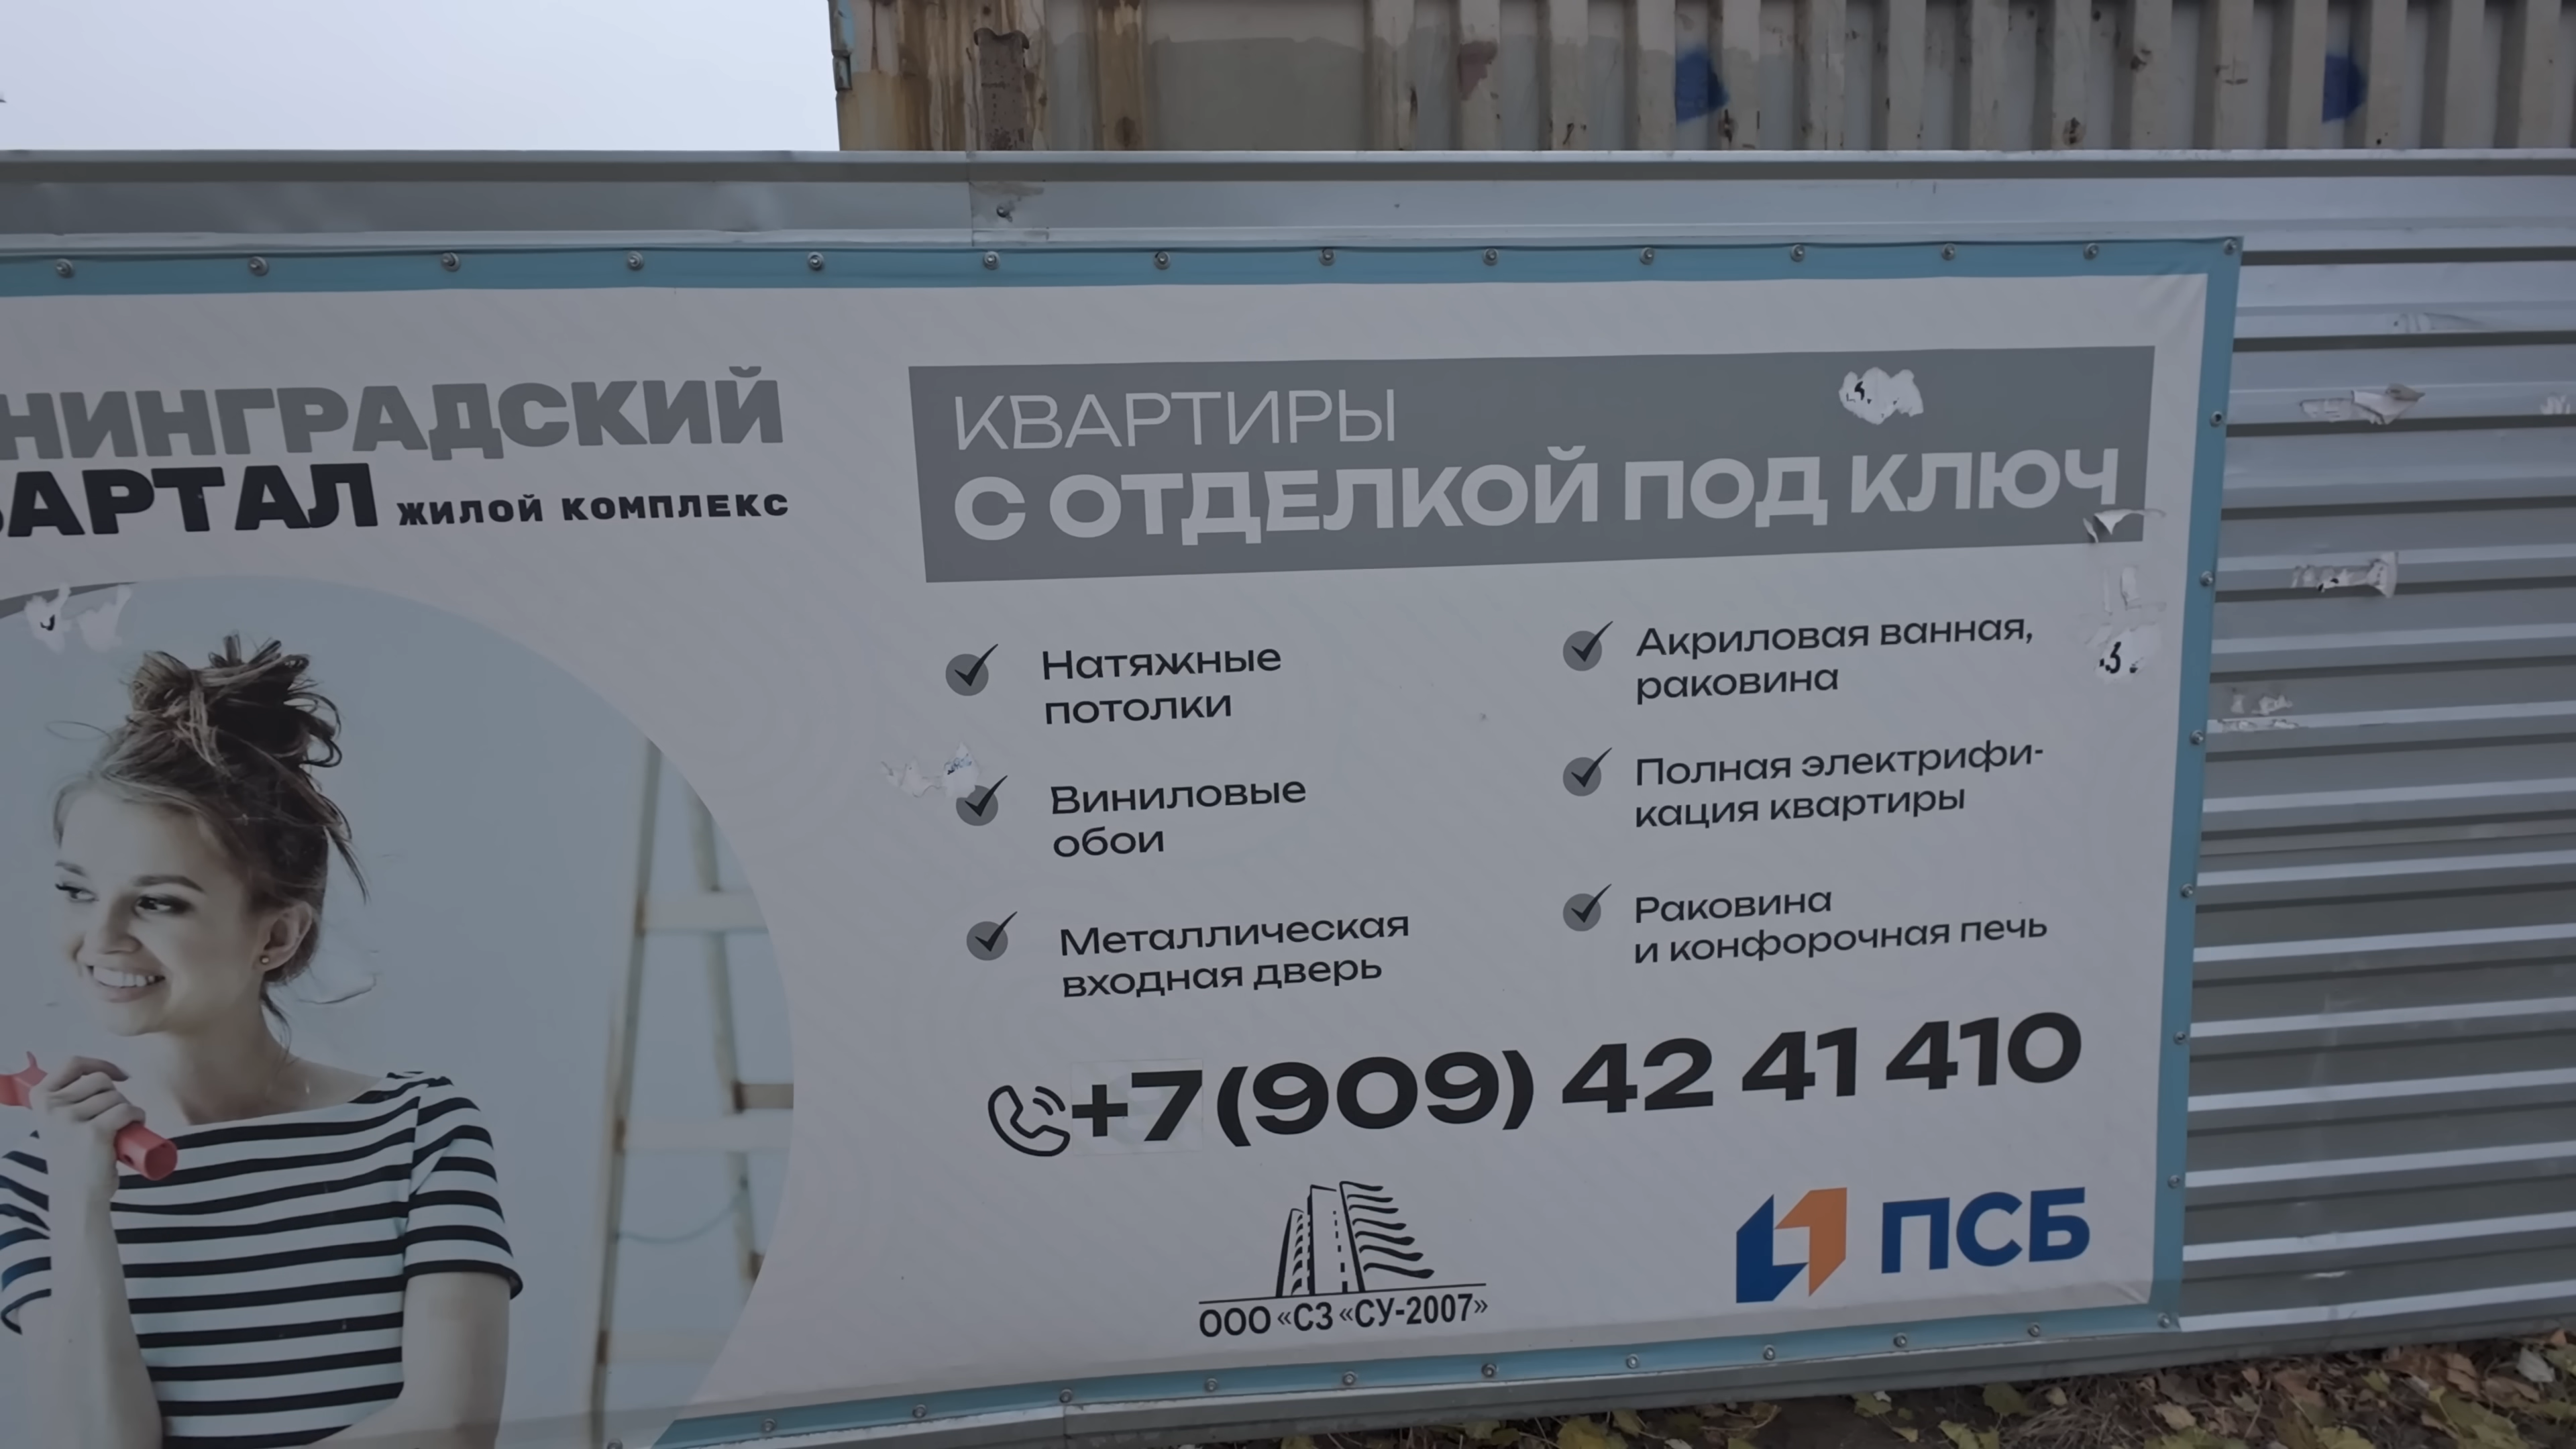 НИНГРАДСКИЙ
ВАРТАЛ ЖИЛОЙ КОМПЛЕКС
КВАРТИРЫ
С ОТДЕЛКОЙ ПОД КЛЮЧ
Натяжные
потолки
Виниловые
обои
Металлическая
входная дверь
Акриловая ванная,
раковина
Полная электрифи-
кация квартиры
Раковина
и конфорочная печь
+7(909) 42 41 410
ООО «СЗ «СУ-2007»
ПСБ